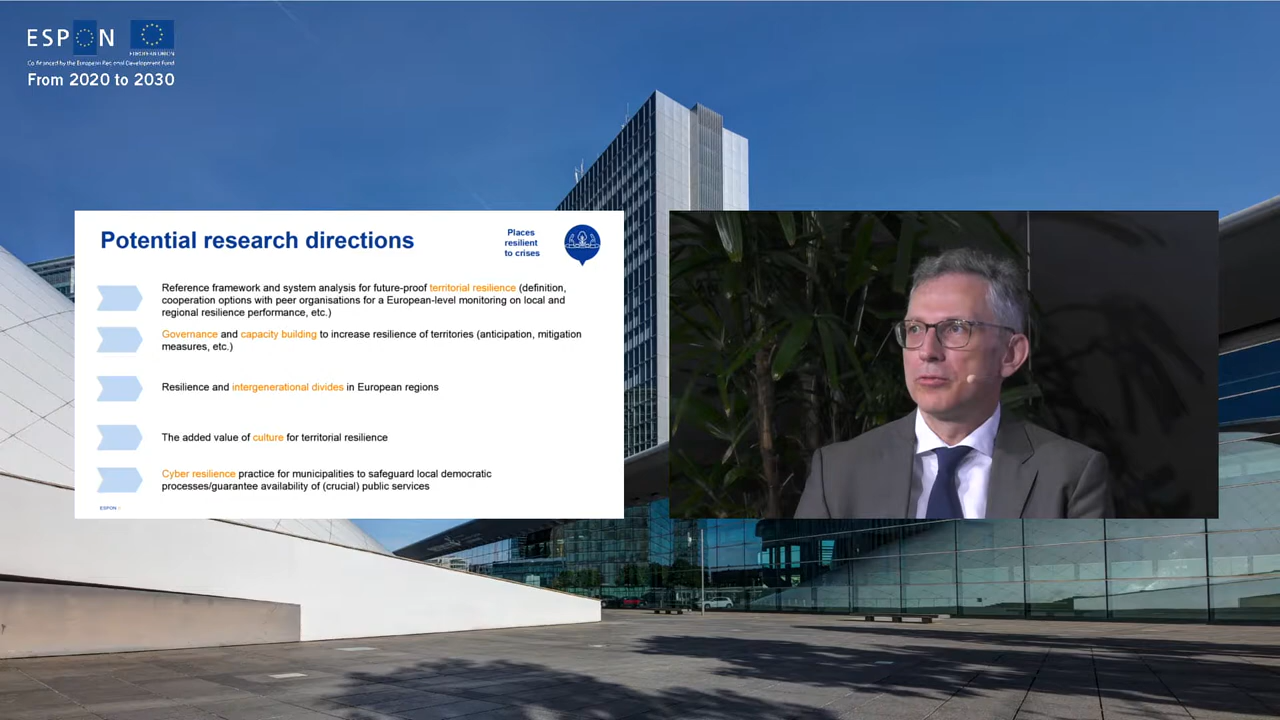 ESPON
EUROPEAN UNION
Co-financed by the European Regional Development Fund
From 2020 to 2030
Potential research directions
Places
resilient
to crises
Reference framework and system analysis for future-proof territorial resilience (definition,
cooperation options with peer organisations for a European-level monitoring on local and
regional resilience performance, etc.)
Governance and capacity building to increase resilience of territories (anticipation, mitigation
measures, etc.)
Resilience and intergenerational divides in European regions
The added value of culture for territorial resilience
Cyber resilience practice for municipalities to safeguard local democratic
processes/guarantee availability of (crucial) public services
ESPON